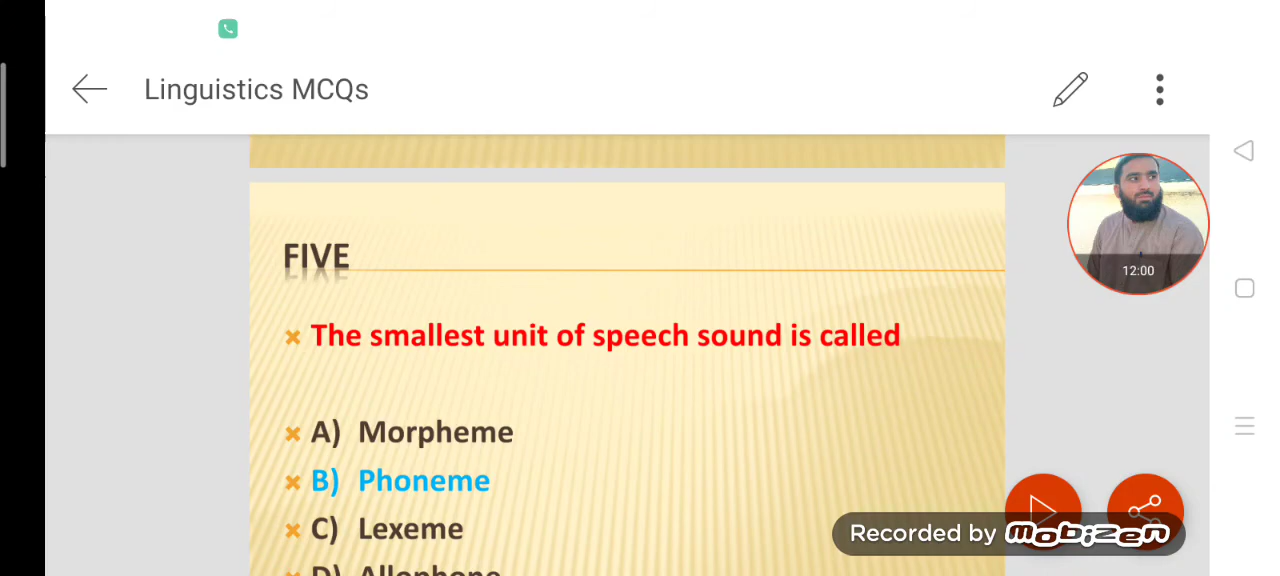 Linguistics MCQs
12:00
FIVE
The smallest unit of speech sound is called
A) Morpheme
B) Phoneme
C) Lexeme
D) Allophone
Recorded by mobizen